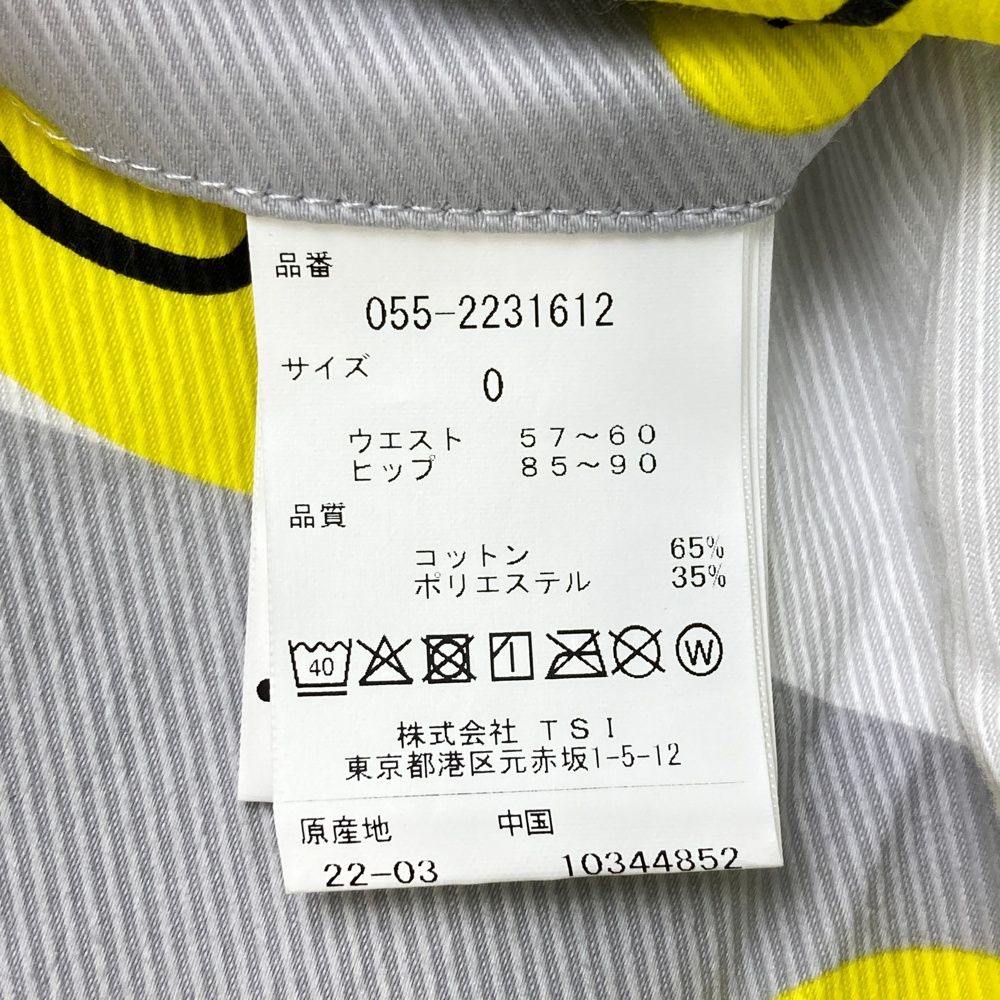 品番
055-2231612
サイズ
0
ウエスト 57～60
ヒップ 85～90
品質
コットン 65%
ポリエステル 35%
40
W
株式会社 TSI
東京都港区元赤坂1-5-12
原産地 中国
22-03 10344852